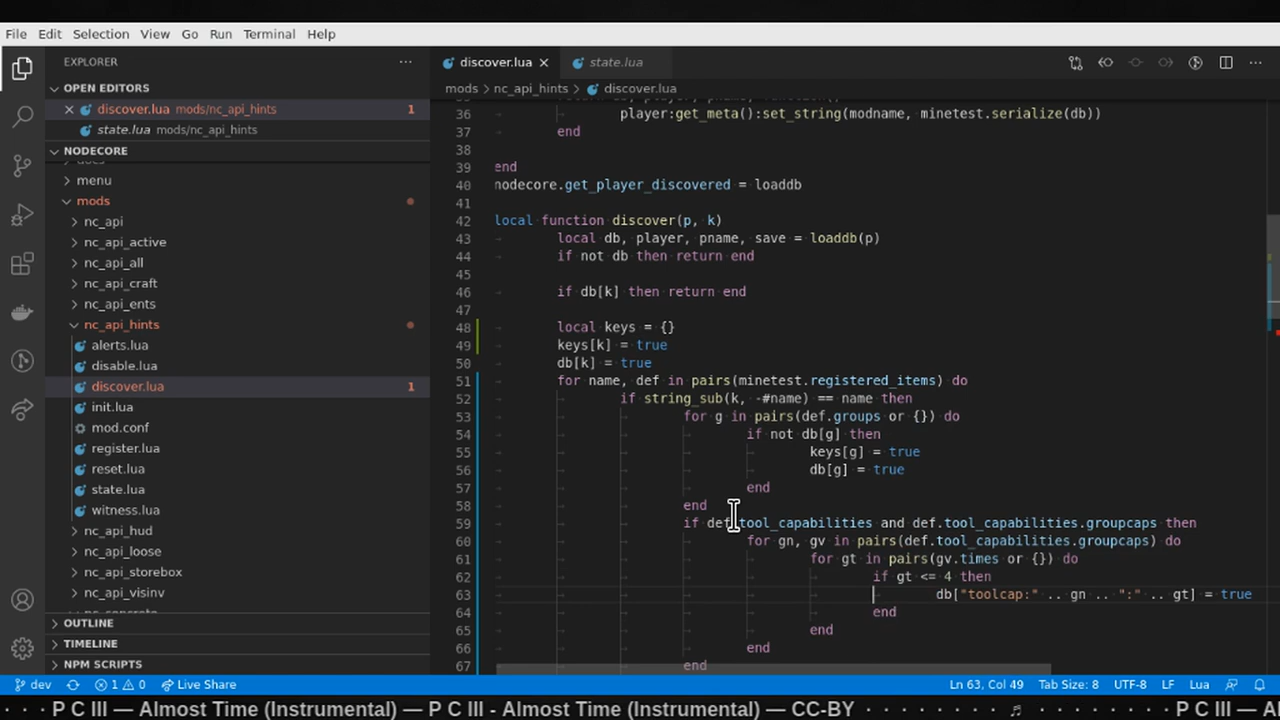 File Edit Selection View Go Run Terminal Help
EXPLORER ···
OPEN EDITORS
discover.lua mods/nc_api_hints 1
state.lua mods/nc_api_hints
NODECORE
docs
menu
mods
nc_api
nc_api_active
nc_api_all
nc_api_craft
nc_api_ents
nc_api_hints
alerts.lua
disable.lua
discover.lua 1
init.lua
mod.conf
register.lua
reset.lua
state.lua
witness.lua
nc_api_hud
nc_api_loose
nc_api_storebox
nc_api_visinv
nc_concrete
OUTLINE
TIMELINE
NPM SCRIPTS
discover.lua state.lua
mods > nc_api_hints > discover.lua
36 player:get_meta():set_string(modname, minetest.serialize(db))
37 end
38
39 end
40 nodecore.get_player_discovered = loaddb
41
42 local function discover(p, k)
43 local db, player, pname, save = loaddb(p)
44 if not db then return end
45
46 if db[k] then return end
47
48 local keys = {}
49 keys[k] = true
50 db[k] = true
51 for name, def in pairs(minetest.registered_items) do
52 if string_sub(k, -#name) == name then
53 for g in pairs(def.groups or {}) do
54 if not db[g] then
55 keys[g] = true
56 db[g] = true
57 end
58 end
59 if def.tool_capabilities and def.tool_capabilities.groupcaps then
60 for gn, gv in pairs(def.tool_capabilities.groupcaps) do
61 for gt in pairs(gv.times or {}) do
62 if gt <= 4 then
63 db["toolcap:" .. gn .. ":" .. gt] = true
64 end
65 end
66 end
67 end
dev 1 0 Live Share Ln 63, Col 49 Tab Size: 8 UTF-8 LF Lua
· · · P C III — Almost Time (Instrumental) — P C III - Almost Time (Instrumental) — CC-BY · · · · · · · · ♬ · · · · · · · · P C III — A